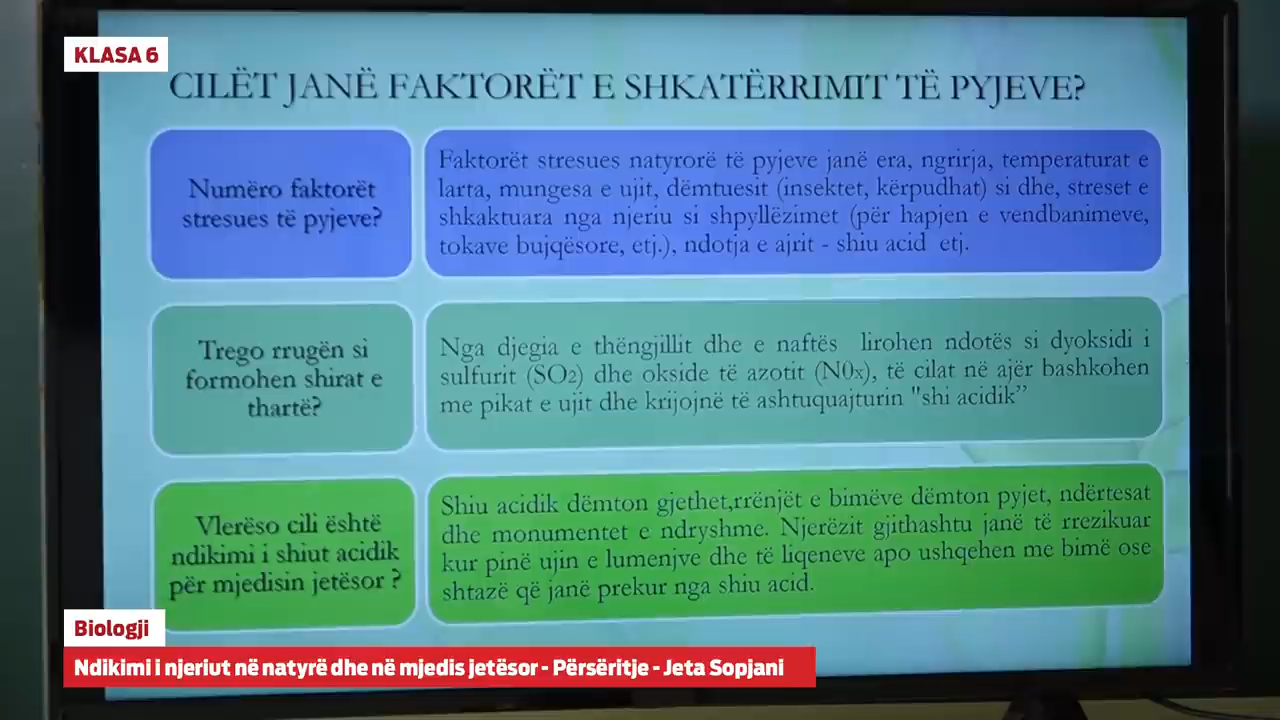 KLASA 6
CILËT JANË FAKTORËT E SHKATËRRIMIT TË PYJEVE?
Numëro faktorët
stresues të pyjeve?
Faktorët stresues natyrorë të pyjeve janë era, ngrirja, temperaturat e
larta, mungesa e ujit, dëmtuesit (insektet, kërpudhat) si dhe, streset e
shkaktuara nga njeriu si shpyllëzimet (për hapjen e vendbanimeve,
tokave bujqësore, etj.), ndotja e ajrit - shiu acid etj.
Trego rrugën si
formohen shirat e
thartë?
Nga djegia e thëngjillit dhe e naftës lirohen ndotës si dyoksidi i
sulfurit (SO2) dhe okside të azotit (N0x), të cilat në ajër bashkohen
me pikat e ujit dhe krijojnë të ashtuquajturin "shi acidik”
Vlerëso cili është
ndikimi i shiut acidik
për mjedisin jetësor ?
Shiu acidik dëmton gjethet,rrënjët e bimëve dëmton pyjet, ndërtesat
dhe monumentet e ndryshme. Njerëzit gjithashtu janë të rrezikuar
kur pinë ujin e lumenjve dhe të liqeneve apo ushqehen me bimë ose
shtazë që janë prekur nga shiu acid.
Biologji
Ndikimi i njeriut në natyrë dhe në mjedis jetësor - Përsëritje - Jeta Sopjani